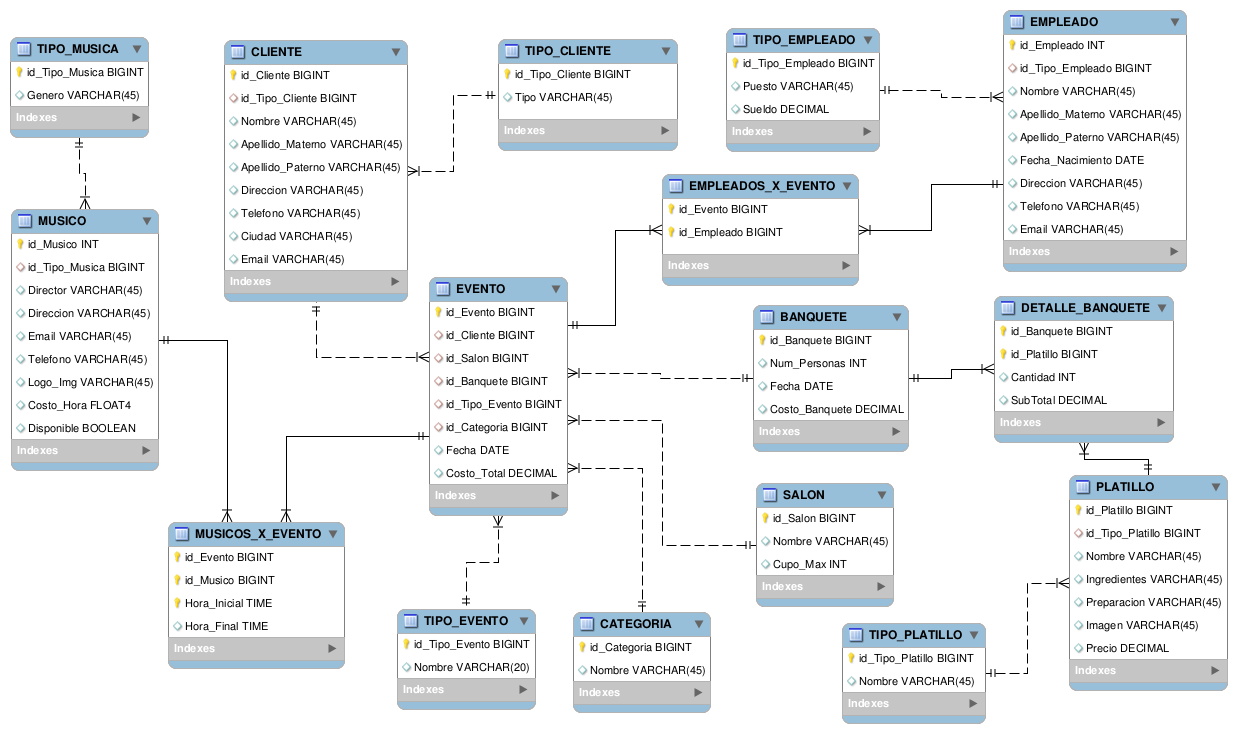 TIPO_MUSICA
id_Tipo_Musica BIGINT
Genero VARCHAR(45)
Indexes
CLIENTE
id_Cliente BIGINT
id_Tipo_Cliente BIGINT
Nombre VARCHAR(45)
Apellido_Materno VARCHAR(45)
Apellido_Paterno VARCHAR(45)
Direccion VARCHAR(45)
Telefono VARCHAR(45)
Ciudad VARCHAR(45)
Email VARCHAR(45)
Indexes
TIPO_CLIENTE
id_Tipo_Cliente BIGINT
Tipo VARCHAR(45)
Indexes
TIPO_EMPLEADO
id_Tipo_Empleado BIGINT
Puesto VARCHAR(45)
Sueldo DECIMAL
Indexes
EMPLEADO
id_Empleado INT
id_Tipo_Empleado BIGINT
Nombre VARCHAR(45)
Apellido_Materno VARCHAR(45)
Apellido_Paterno VARCHAR(45)
Fecha_Nacimiento DATE
Direccion VARCHAR(45)
Telefono VARCHAR(45)
Email VARCHAR(45)
Indexes
EMPLEADOS_X_EVENTO
id_Evento BIGINT
id_Empleado BIGINT
Indexes
MUSICO
id_Musico INT
id_Tipo_Musica BIGINT
Director VARCHAR(45)
Direccion VARCHAR(45)
Email VARCHAR(45)
Telefono VARCHAR(45)
Logo_Img VARCHAR(45)
Costo_Hora FLOAT4
Disponible BOOLEAN
Indexes
EVENTO
id_Evento BIGINT
id_Cliente BIGINT
id_Salon BIGINT
id_Banquete BIGINT
id_Tipo_Evento BIGINT
id_Categoria BIGINT
Fecha DATE
Costo_Total DECIMAL
Indexes
BANQUETE
id_Banquete BIGINT
Num_Personas INT
Fecha DATE
Costo_Banquete DECIMAL
Indexes
DETALLE_BANQUETE
id_Banquete BIGINT
id_Platillo BIGINT
Cantidad INT
SubTotal DECIMAL
Indexes
MUSICOS_X_EVENTO
id_Evento BIGINT
id_Musico BIGINT
Hora_Inicial TIME
Hora_Final TIME
Indexes
SALON
id_Salon BIGINT
Nombre VARCHAR(45)
Cupo_Max INT
Indexes
PLATILLO
id_Platillo BIGINT
id_Tipo_Platillo BIGINT
Nombre VARCHAR(45)
Ingredientes VARCHAR(45)
Preparacion VARCHAR(45)
Imagen VARCHAR(45)
Precio DECIMAL
Indexes
TIPO_EVENTO
id_Tipo_Evento BIGINT
Nombre VARCHAR(20)
Indexes
CATEGORIA
id_Categoria BIGINT
Nombre VARCHAR(45)
Indexes
TIPO_PLATILLO
id_Tipo_Platillo BIGINT
Nombre VARCHAR(45)
Indexes